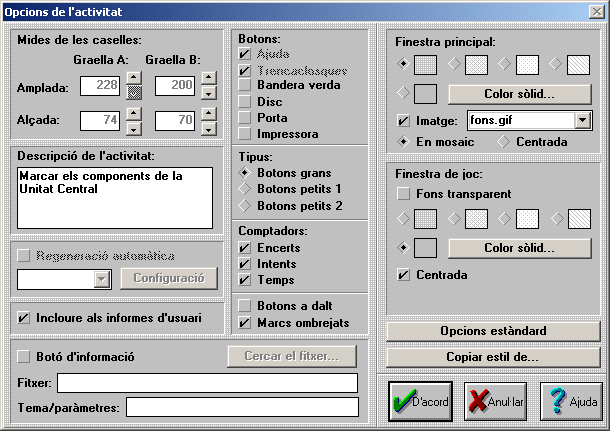 Opcions de l'activitat
Mides de les caselles:
Graella A: Graella B:
Amplada: 228 200
Alçada: 74 70
Descripció de l'activitat:
Marcar els components de la
Unitat Central
Regeneració automàtica
Configuració
Incloure als informes d'usuari
Botó d'informació
Cercar el fitxer...
Fitxer:
Tema/paràmetres:
Botons:
Ajuda
Trencaclosques
Bandera verda
Disc
Porta
Impressora
Tipus:
Botons grans
Botons petits 1
Botons petits 2
Comptadors:
Encerts
Intents
Temps
Botons a dalt
Marcs ombrejats
Finestra principal:
Color sòlid...
Imatge: fons.gif
En mosaic Centrada
Finestra de joc:
Fons transparent
Color sòlid...
Centrada
Opcions estàndard
Copiar estil de...
D'acord
Anul·lar
Ajuda